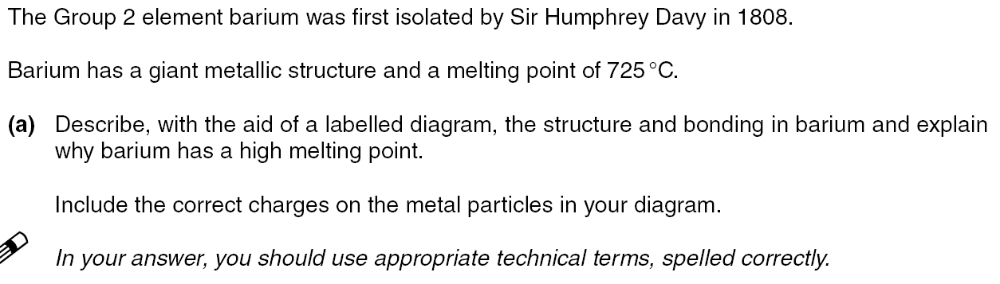 The Group 2 element barium was first isolated by Sir Humphrey Davy in 1808.
Barium has a giant metallic structure and a melting point of 725 °C.
(a) Describe, with the aid of a labelled diagram, the structure and bonding in barium and explain
why barium has a high melting point.
Include the correct charges on the metal particles in your diagram.
In your answer, you should use appropriate technical terms, spelled correctly.